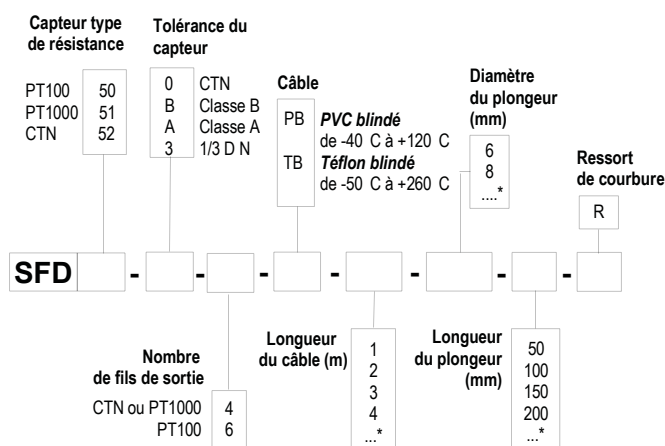 Capteur type
de résistance
PT100 50
PT1000 51
CTN 52
Tolérance du
capteur
0 CTN
B Classe B
A Classe A
3 1/3 D N
Câble
PB PVC blindé
de -40 C à +120 C
TB Téflon blindé
de -50 C à +260 C
Diamètre
du plongeur
(mm)
6
8
....*
Ressort
de courbure
R
SFD - - - - - - -
Nombre
de fils de sortie
CTN ou PT1000 4
PT100 6
Longueur
du câble (m)
1
2
3
4
...*
Longueur
du plongeur
(mm)
50
100
150
200
...*